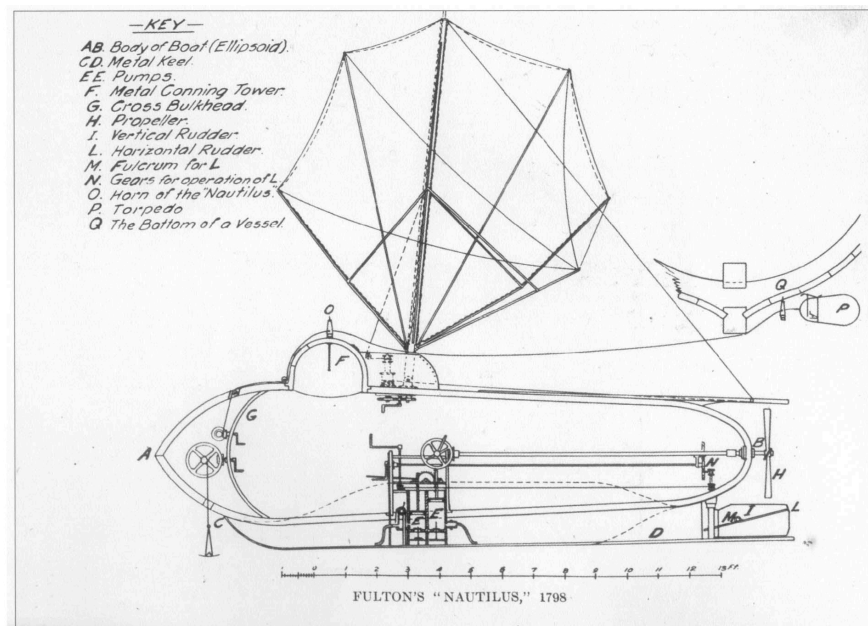 —KEY—
AB. Body of Boat (Ellipsoid).
CD. Metal Keel.
EE. Pumps.
F. Metal Conning Tower.
G. Cross Bulkhead.
H. Propeller.
I. Vertical Rudder
L. Horizontal Rudder.
M. Fulcrum for L
N. Gears for operation of L.
O. Horn of the "Nautilus."
P. Torpedo
Q The Bottom of a Vessel.
O
F
Q
P
G
A
B
N
H
E
E
C
M
I
L
D
1 0 1 2 3 4 5 6 7 8 9 10 11 12 13 Ft.
FULTON'S "NAUTILUS," 1798